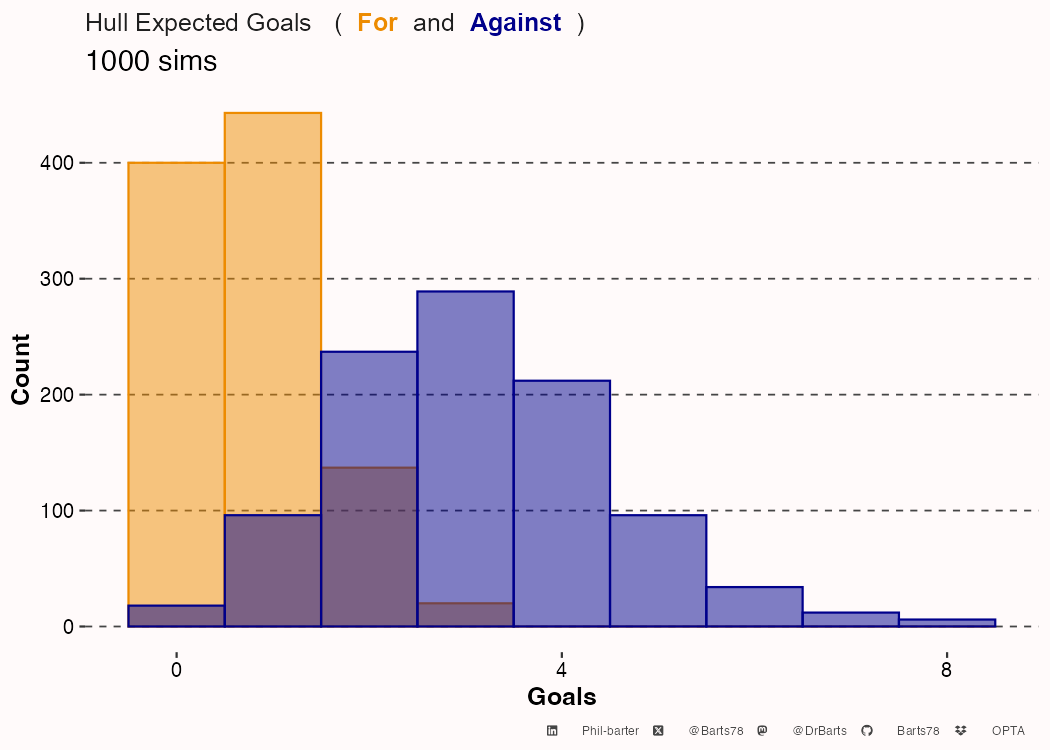 Hull Expected Goals ( For and Against )
1000 sims
400
300
200
100
0
Count
0 4 8
Goals
Phil-barter @Barts78 @DrBarts Barts78 OPTA